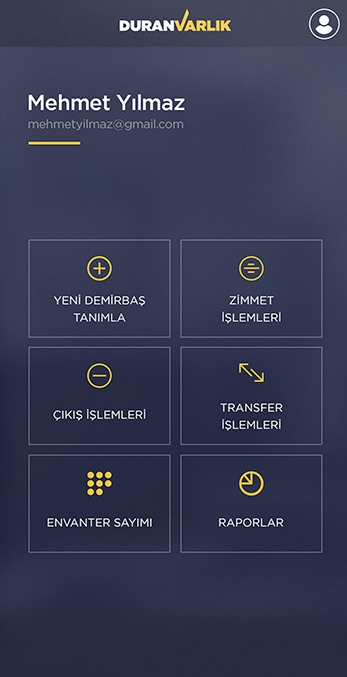 DURANVARLIK
Mehmet Yılmaz
mehmetyilmaz@gmail.com
YENİ DEMİRBAŞ
TANIMLA
ZİMMET
İŞLEMLERİ
ÇIKIŞ İŞLEMLERİ
TRANSFER
İŞLEMLERİ
ENVANTER SAYIMI
RAPORLAR